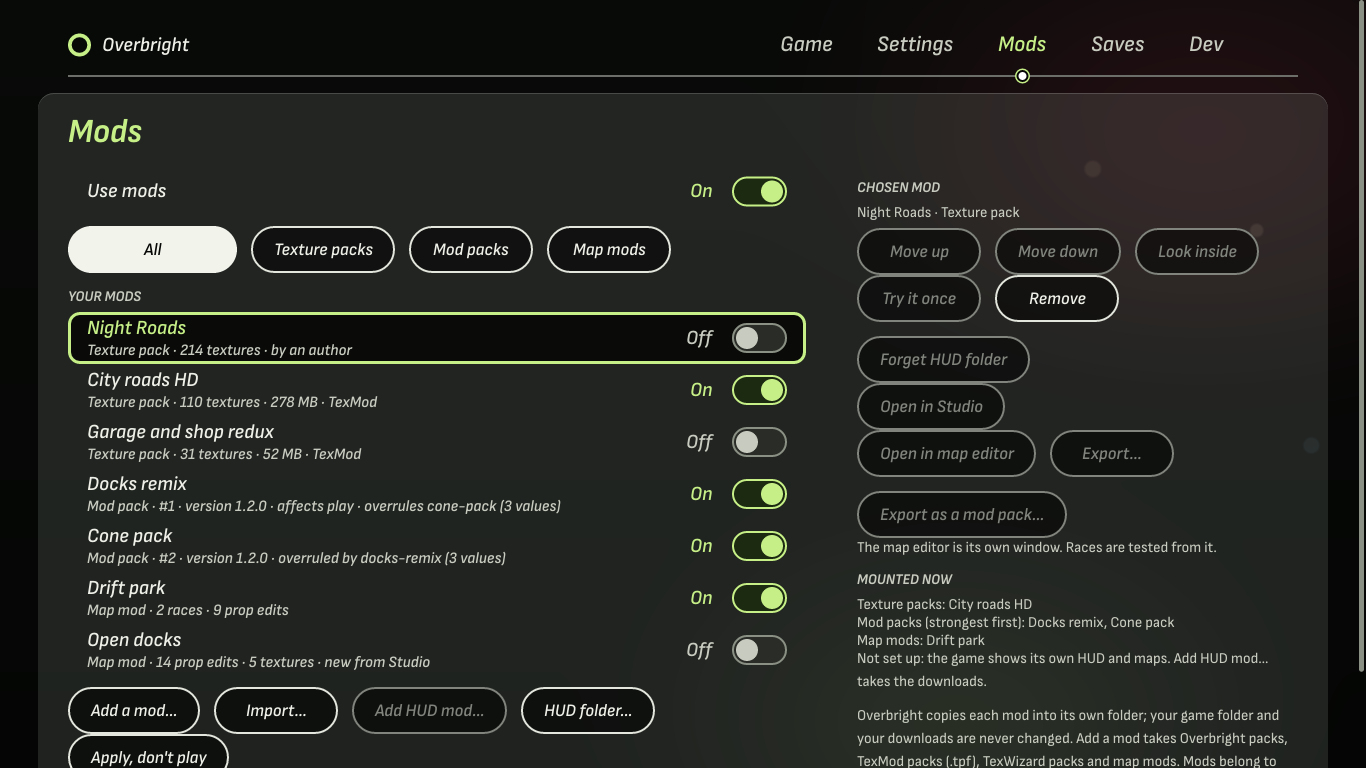 Overbright
Game Settings Mods Saves Dev
Mods
Use mods On
All Texture packs Mod packs Map mods
YOUR MODS
Night Roads Off
Texture pack · 214 textures · by an author
City roads HD On
Texture pack · 110 textures · 278 MB · TexMod
Garage and shop redux Off
Texture pack · 31 textures · 52 MB · TexMod
Docks remix On
Mod pack · #1 · version 1.2.0 · affects play · overrules cone-pack (3 values)
Cone pack On
Mod pack · #2 · version 1.2.0 · overruled by docks-remix (3 values)
Drift park On
Map mod · 2 races · 9 prop edits
Open docks Off
Map mod · 14 prop edits · 5 textures · new from Studio
Add a mod... Import... Add HUD mod... HUD folder...
Apply, don't play
CHOSEN MOD
Night Roads · Texture pack
Move up Move down Look inside
Try it once Remove
Forget HUD folder
Open in Studio
Open in map editor Export...
Export as a mod pack...
The map editor is its own window. Races are tested from it.
MOUNTED NOW
Texture packs: City roads HD
Mod packs (strongest first): Docks remix, Cone pack
Map mods: Drift park
Not set up: the game shows its own HUD and maps. Add HUD mod...
takes the downloads.
Overbright copies each mod into its own folder; your game folder and
your downloads are never changed. Add a mod takes Overbright packs,
TexMod packs (.tpf), TexWizard packs and map mods. Mods belong to